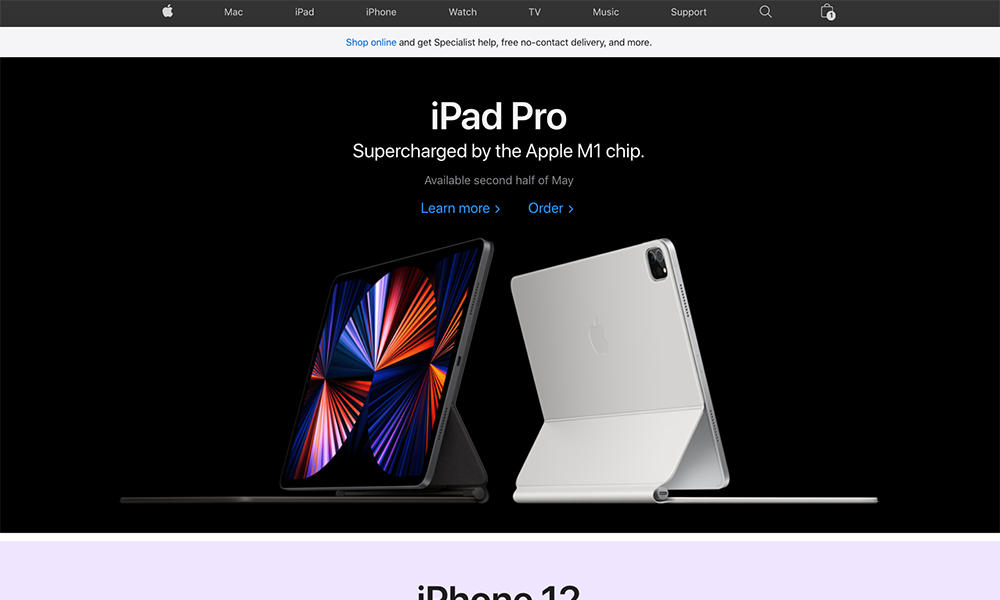 Mac iPad iPhone Watch TV Music Support 1
Shop online and get Specialist help, free no-contact delivery, and more.
iPad Pro
Supercharged by the Apple M1 chip.
Available second half of May
Learn more > Order >
iPhone 12